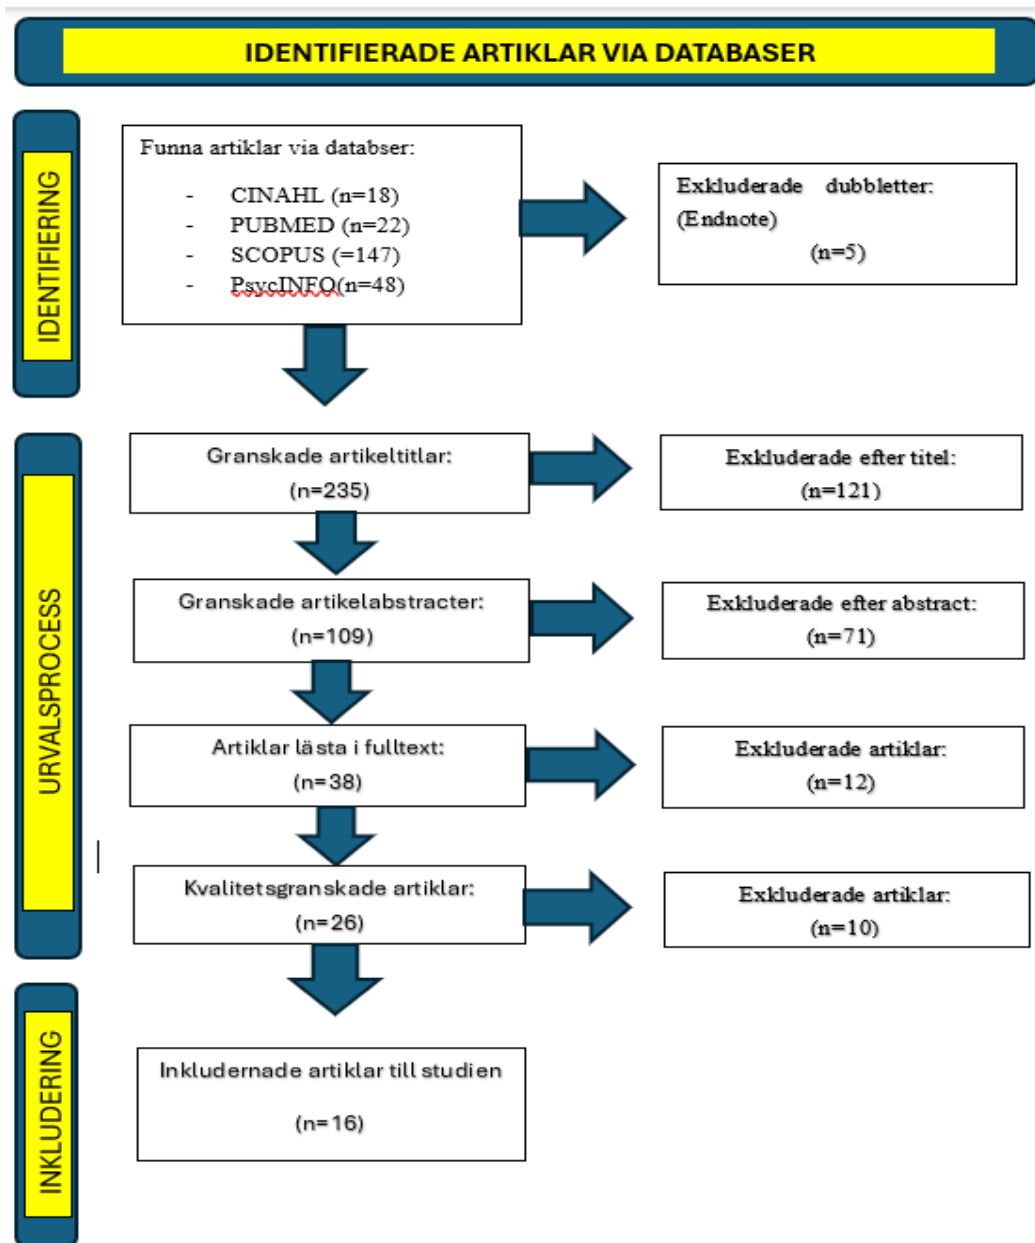 IDENTIFIERADE ARTIKLAR VIA DATABASER
IDENTIFIERING
Funna artiklar via databser:
- CINAHL (n=18)
- PUBMED (n=22)
- SCOPUS (=147)
- PsycINFO(n=48)
Exkluderade dubbletter:
(Endnote)
(n=5)
URVALSPROCESS
Granskade artikeltitlar:
(n=235)
Exkluderade efter titel:
(n=121)
Granskade artikelabstracter:
(n=109)
Exkluderade efter abstract:
(n=71)
Artiklar lästa i fulltext:
(n=38)
Exkluderade artiklar:
(n=12)
Kvalitetsgranskade artiklar:
(n=26)
Exkluderade artiklar:
(n=10)
INKLUDERING
Inkludernade artiklar till studien
(n=16)